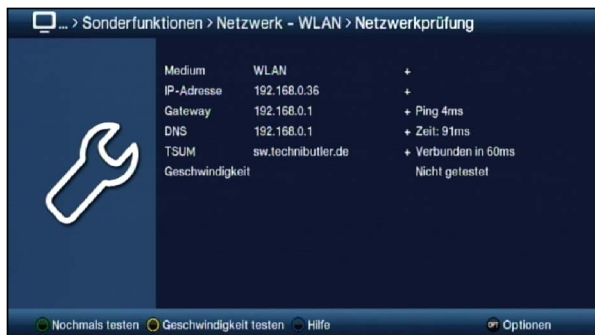 ... > Sonderfunktionen > Netzwerk - WLAN > Netzwerkprüfung
Medium WLAN +
IP-Adresse 192.168.0.36 +
Gateway 192.168.0.1 + Ping 4ms
DNS 192.168.0.1 + Zeit: 91ms
TSUM sw.technibutler.de + Verbunden in 60ms
Geschwindigkeit Nicht getestet
Nochmals testen Geschwindigkeit testen Hilfe OPT Optionen